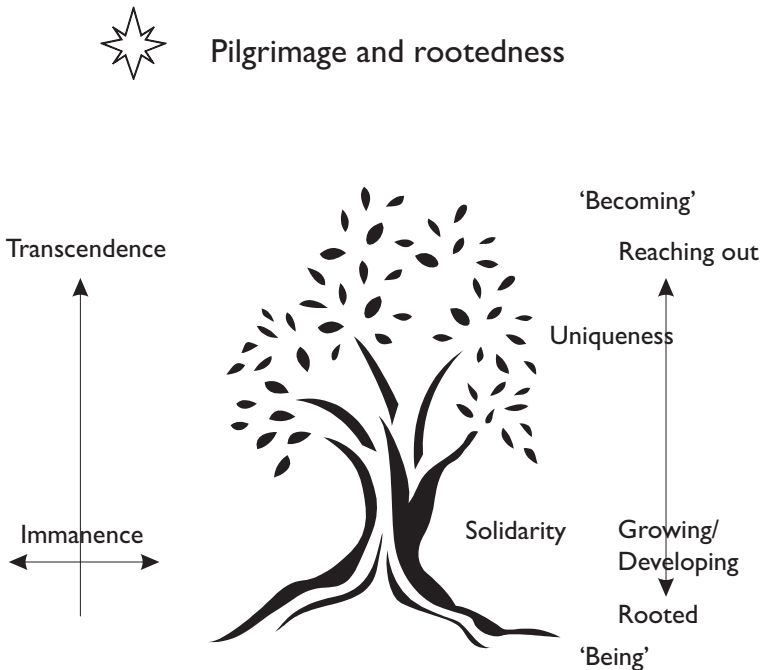 Pilgrimage and rootedness
‘Becoming’
Transcendence
Reaching out
Uniqueness
Immanence
Solidarity
Growing/
Developing
Rooted
‘Being’